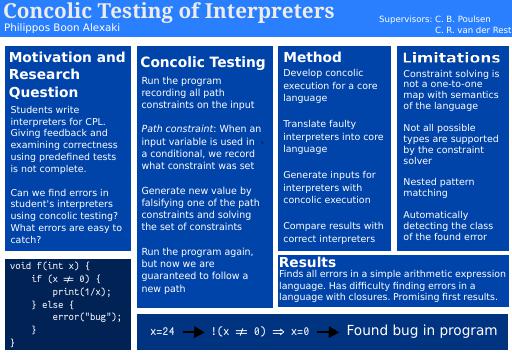 Concolic Testing of Interpreters
Philippos Boon Alexaki
Supervisors: C. B. Poulsen
C. R. van der Rest
Motivation and
Research
Question
Students write
interpreters for CPL.
Giving feedback and
examining correctness
using predefined tests
is not complete.
Can we find errors in
student's interpreters
using concolic testing?
What errors are easy to
catch?
void f(int x) {
if (x ≠ 0) {
print(1/x);
} else {
error("bug");
}
}
Concolic Testing
Run the program
recording all path
constraints on the input
Path constraint: When an
input variable is used in
a conditional, we record
what constraint was set
Generate new value by
falsifying one of the path
constraints and solving
the set of constraints
Run the program again,
but now we are
guaranteed to follow a
new path
Method
Develop concolic
execution for a core
language
Translate faulty
interpreters into core
language
Generate inputs for
interpreters with
concolic execution
Compare results with
correct interpreters
Limitations
Constraint solving is
not a one-to-one
map with semantics
of the language
Not all possible
types are supported
by the constraint
solver
Nested pattern
matching
Automatically
detecting the class
of the found error
Results
Finds all errors in a simple arithmetic expression
language. Has difficulty finding errors in a
language with closures. Promising first results.
x=24 → !(x ≠ 0) ⇒ x=0 → Found bug in program